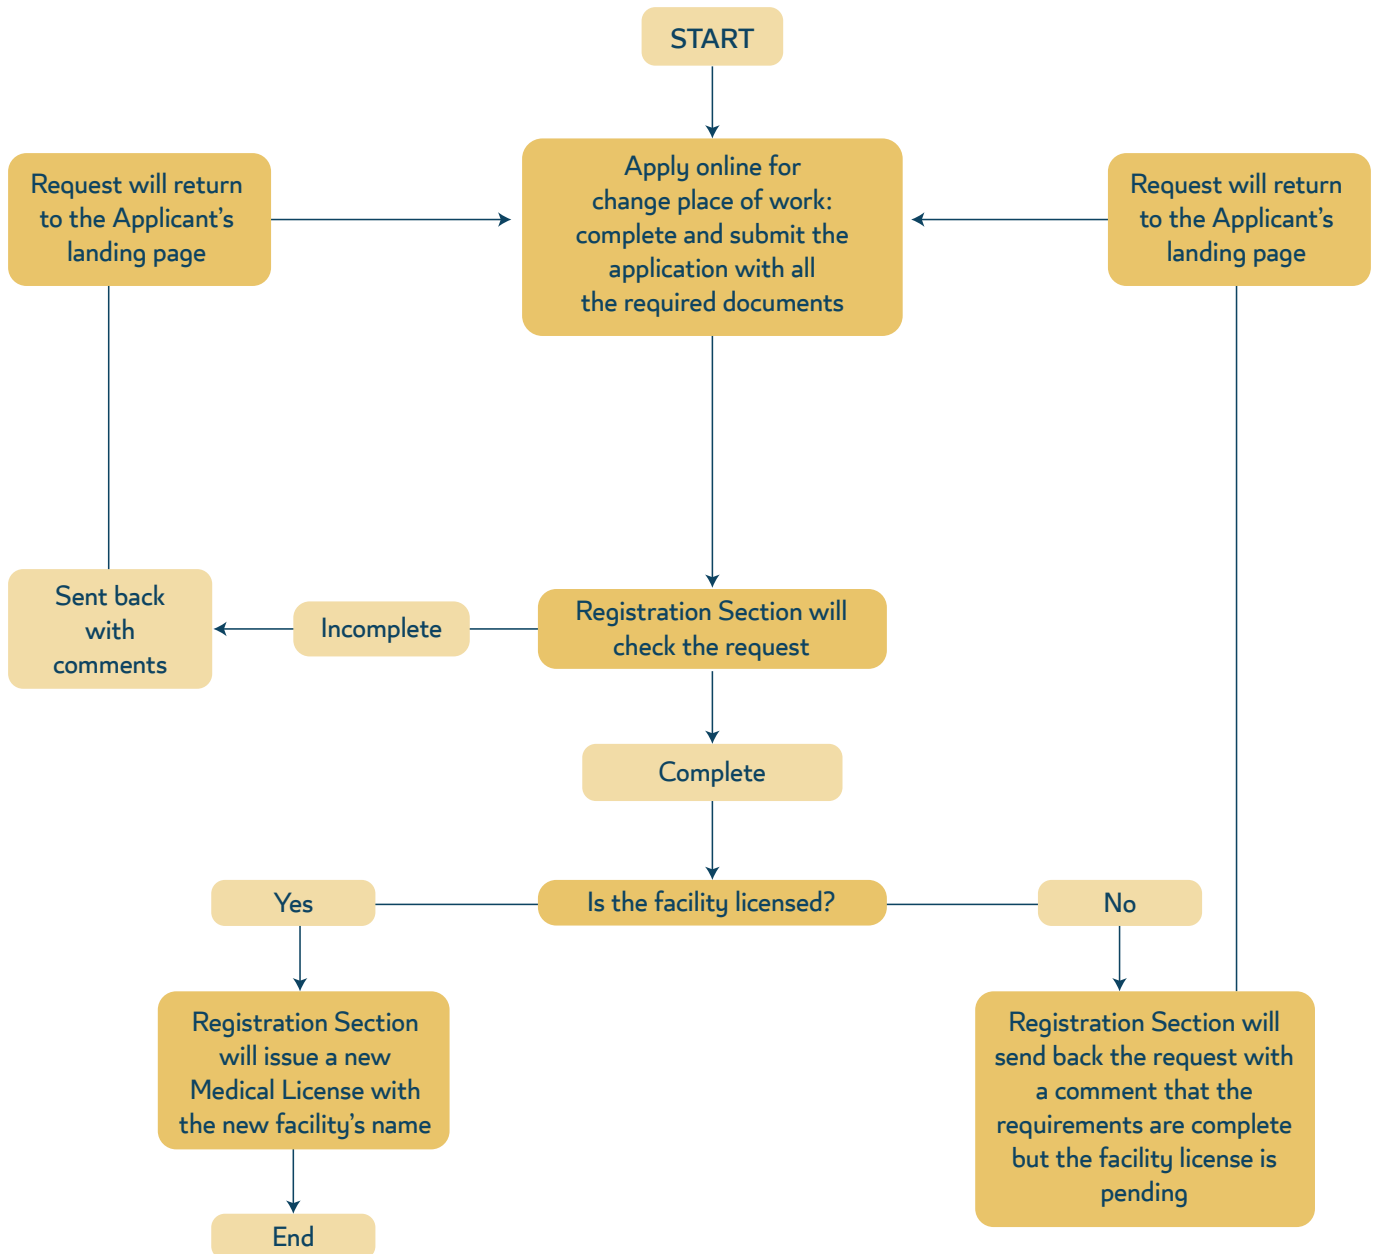 START
Request will return
to the Applicant’s
landing page
Apply online for
change place of work:
complete and submit the
application with all
the required documents
Request will return
to the Applicant’s
landing page
Sent back
with
comments
Incomplete
Registration Section will
check the request
Complete
Yes
Is the facility licensed?
No
Registration Section
will issue a new
Medical License with
the new facility’s name
Registration Section will
send back the request with
a comment that the
requirements are complete
but the facility license is
pending
End